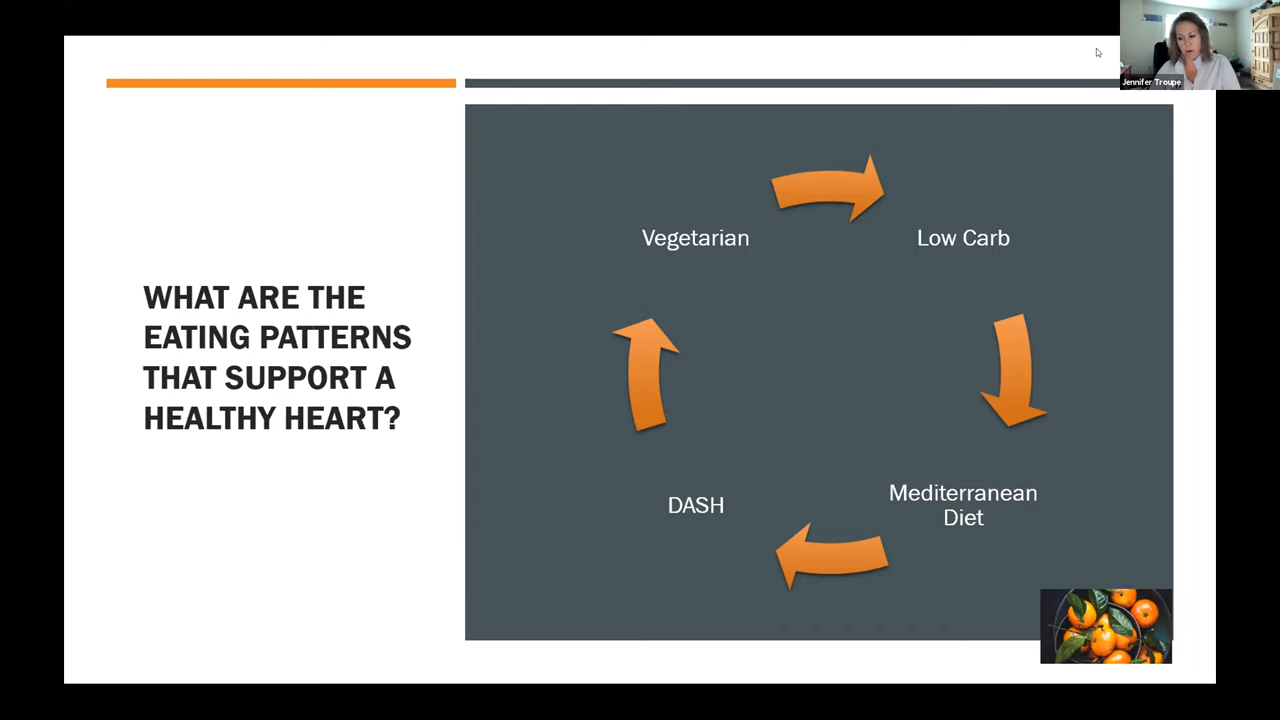 Jennifer Troupe
WHAT ARE THE
EATING PATTERNS
THAT SUPPORT A
HEALTHY HEART?
Vegetarian
Low Carb
Mediterranean
Diet
DASH